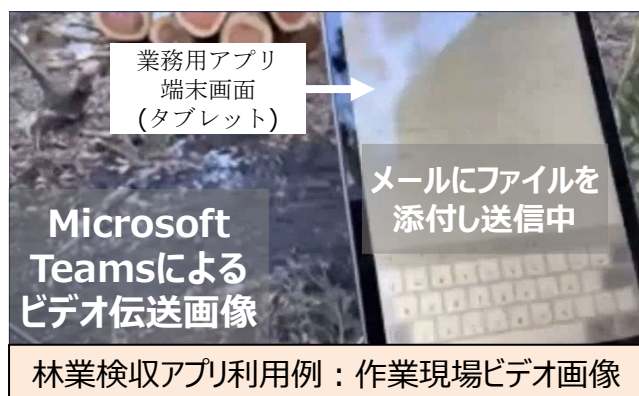 業務用アプリ
端末画面
(タブレット)
メールにファイルを
添付し送信中
Microsoft
Teamsによる
ビデオ伝送画像
林業検収アプリ利用例：作業現場ビデオ画像